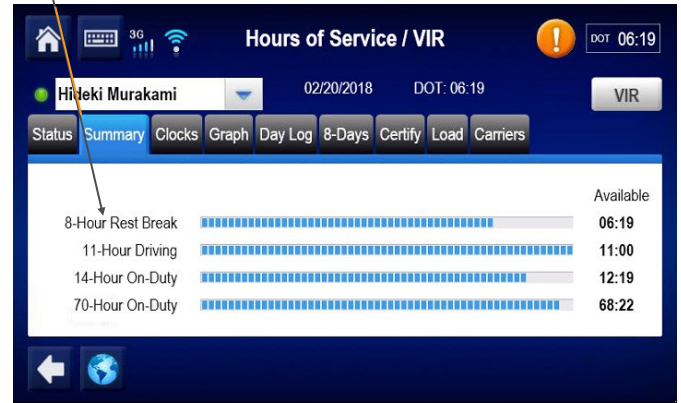 3G Hours of Service / VIR ! DOT 06:19
Hideki Murakami 02/20/2018 DOT: 06:19 VIR
Status Summary Clocks Graph Day Log 8-Days Certify Load Carriers
Available
8-Hour Rest Break 06:19
11-Hour Driving 11:00
14-Hour On-Duty 12:19
70-Hour On-Duty 68:22